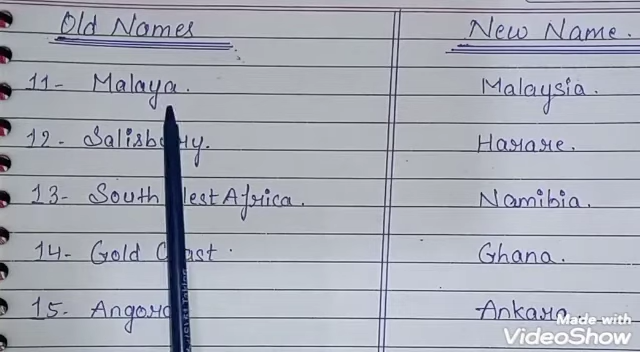 Old Names New Name.
11- Malaya. Malaysia.
12- Salisbury. Harare.
13- South West Africa. Namibia.
14- Gold Coast. Ghana.
15- Angora Ankara
Made with
VideoShow